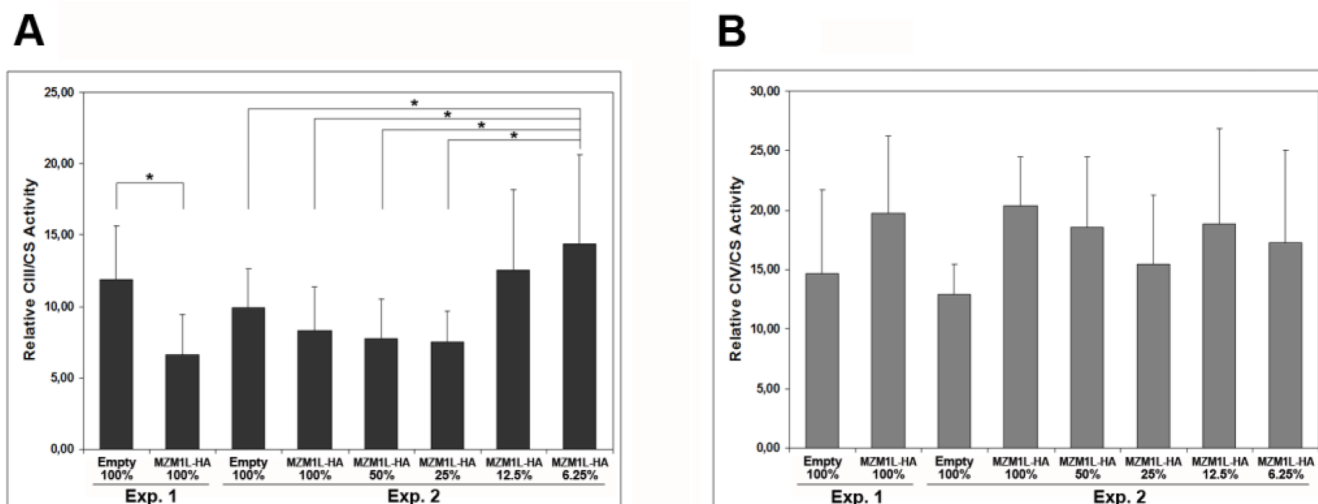 A
Relative CIII/CS Activity
25,00
20,00
15,00
10,00
5,00
0,00
*
*
*
*
*
Empty MZM1L-HA Empty MZM1L-HA MZM1L-HA MZM1L-HA MZM1L-HA MZM1L-HA
100% 100% 100% 100% 50% 25% 12.5% 6.25%
Exp. 1 Exp. 2
B
Relative CIV/CS Activity
30,00
25,00
20,00
15,00
10,00
5,00
0,00
Empty MZM1L-HA Empty MZM1L-HA MZM1L-HA MZM1L-HA MZM1L-HA MZM1L-HA
100% 100% 100% 100% 50% 25% 12.5% 6.25%
Exp. 1 Exp. 2